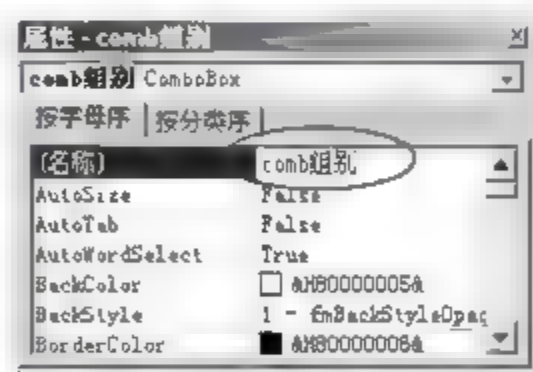 属性 - comb组别
comb组别 ComboBox
按字母序 按分类序
(名称) comb组别
AutoSize False
AutoTab False
AutoWordSelect True
BackColor &H80000005&
BackStyle 1 - fmBackStyleOpaq
BorderColor &H80000006&